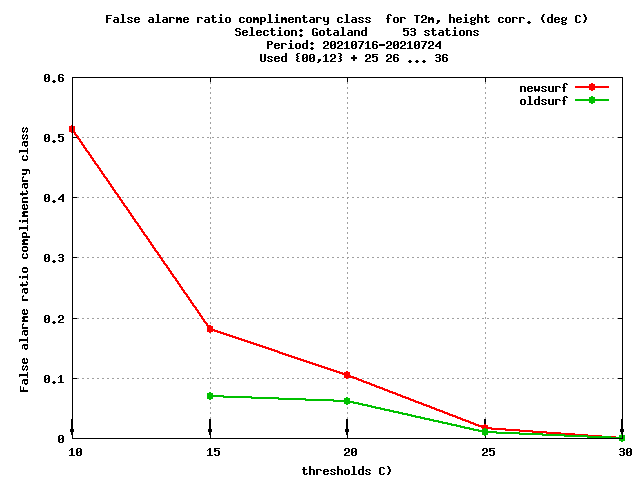 False alarme ratio complimentary class  for T2m, height corr. (deg C)
Selection: Gotaland     53 stations
Period: 20210716-20210724
Used {00,12} + 25 26 ... 36
newsurf
oldsurf
False alarme ratio complimentary class
0.6
0.5
0.4
0.3
0.2
0.1
0
10 15 20 25 30
thresholds C)